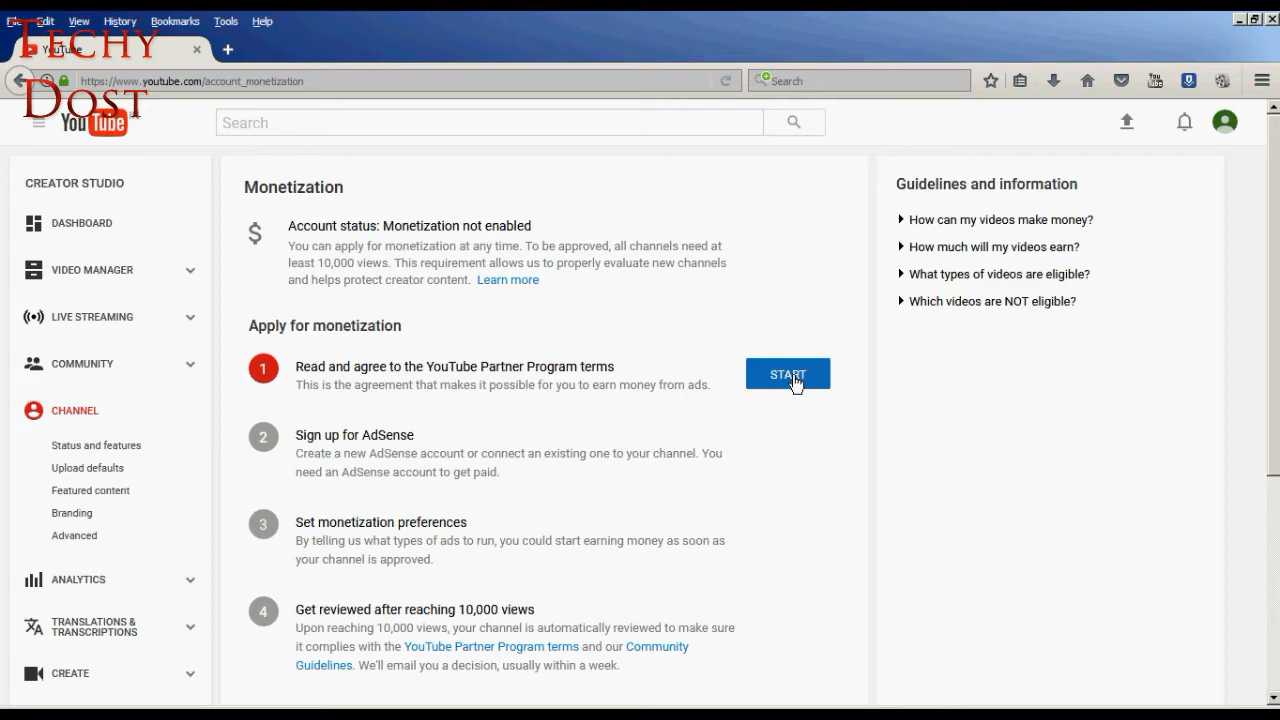 File Edit View History Bookmarks Tools Help
TECHY
DOST
YouTube
https://www.youtube.com/account_monetization
Search
YouTube
Search
CREATOR STUDIO
DASHBOARD
VIDEO MANAGER
LIVE STREAMING
COMMUNITY
CHANNEL
Status and features
Upload defaults
Featured content
Branding
Advanced
ANALYTICS
TRANSLATIONS &
TRANSCRIPTIONS
CREATE
Monetization
$
Account status: Monetization not enabled
You can apply for monetization at any time. To be approved, all channels need at
least 10,000 views. This requirement allows us to properly evaluate new channels
and helps protect creator content. Learn more
Apply for monetization
1 Read and agree to the YouTube Partner Program terms
This is the agreement that makes it possible for you to earn money from ads.
START
2 Sign up for AdSense
Create a new AdSense account or connect an existing one to your channel. You
need an AdSense account to get paid.
3 Set monetization preferences
By telling us what types of ads to run, you could start earning money as soon as
your channel is approved.
4 Get reviewed after reaching 10,000 views
Upon reaching 10,000 views, your channel is automatically reviewed to make sure
it complies with the YouTube Partner Program terms and our Community
Guidelines. We'll email you a decision, usually within a week.
Guidelines and information
How can my videos make money?
How much will my videos earn?
What types of videos are eligible?
Which videos are NOT eligible?